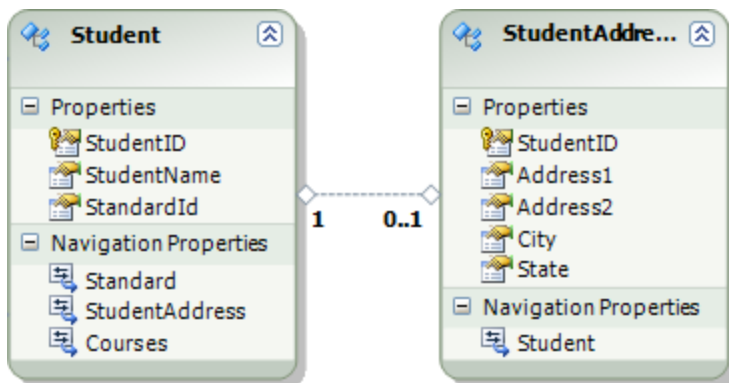 Student
Properties
StudentID
StudentName
StandardId
Navigation Properties
Standard
StudentAddress
Courses
1 0..1
StudentAddre...
Properties
StudentID
Address1
Address2
City
State
Navigation Properties
Student